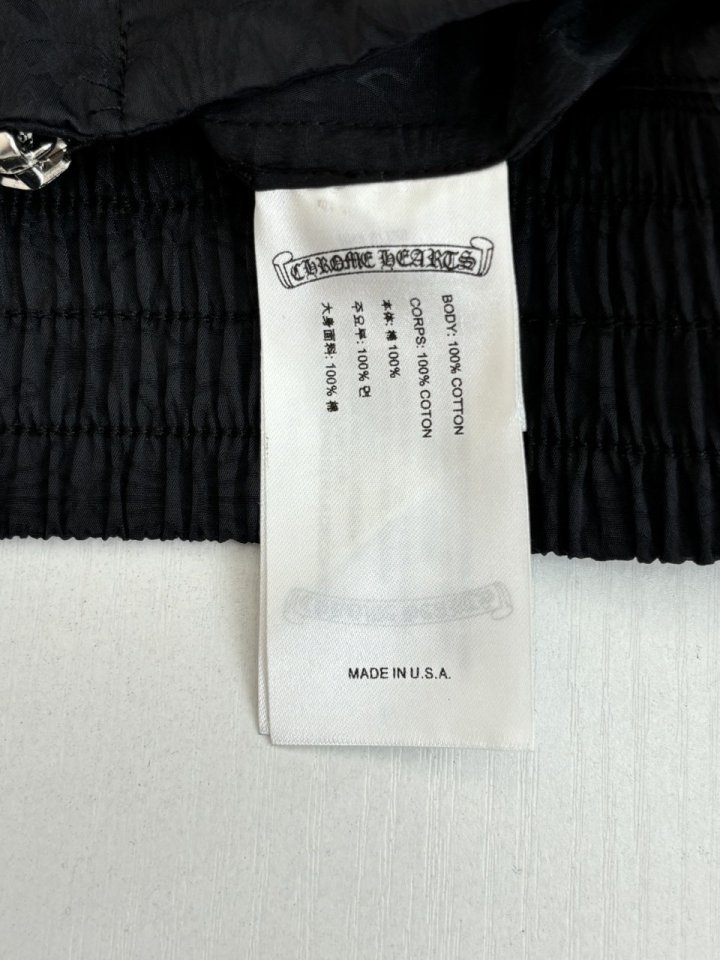 CHROME HEARTS
BODY: 100% COTTON
CORPS: 100% COTON
本体: 棉 100%
주요부: 100% 면
大身面料: 100% 棉
MADE IN U.S.A.